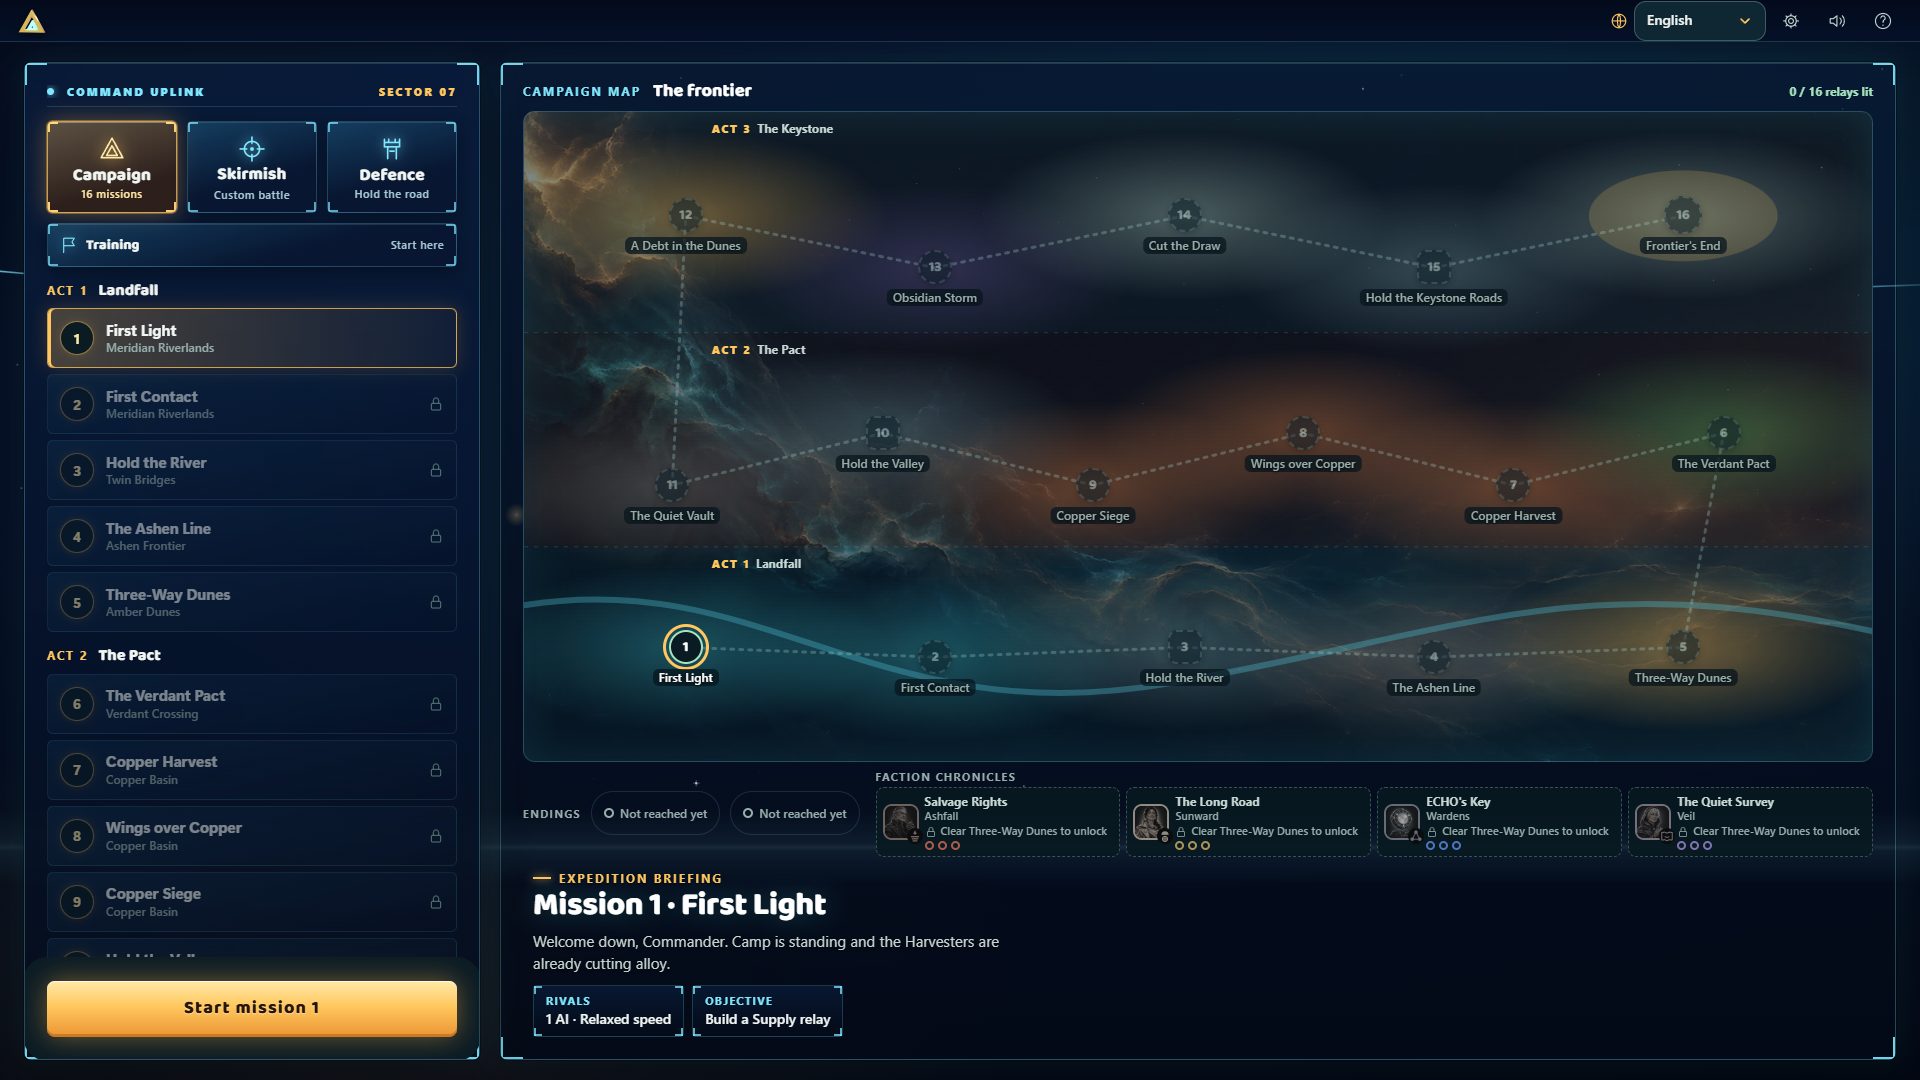 English
COMMAND UPLINK
SECTOR 07
Campaign
16 missions
Skirmish
Custom battle
Defence
Hold the road
Training
Start here
ACT 1 Landfall
1
First Light
Meridian Riverlands
2
First Contact
Meridian Riverlands
3
Hold the River
Twin Bridges
4
The Ashen Line
Ashen Frontier
5
Three-Way Dunes
Amber Dunes
ACT 2 The Pact
6
The Verdant Pact
Verdant Crossing
7
Copper Harvest
Copper Basin
8
Wings over Copper
Copper Basin
9
Copper Siege
Copper Basin
Start mission 1
CAMPAIGN MAP The frontier
0 / 16 relays lit
ACT 3 The Keystone
12
A Debt in the Dunes
13
Obsidian Storm
14
Cut the Draw
15
Hold the Keystone Roads
16
Frontier's End
ACT 2 The Pact
11
The Quiet Vault
10
Hold the Valley
9
Copper Siege
8
Wings over Copper
7
Copper Harvest
6
The Verdant Pact
ACT 1 Landfall
1
First Light
2
First Contact
3
Hold the River
4
The Ashen Line
5
Three-Way Dunes
ENDINGS
Not reached yet
Not reached yet
FACTION CHRONICLES
Salvage Rights
Ashfall
Clear Three-Way Dunes to unlock
The Long Road
Sunward
Clear Three-Way Dunes to unlock
ECHO's Key
Wardens
Clear Three-Way Dunes to unlock
The Quiet Survey
Veil
Clear Three-Way Dunes to unlock
EXPEDITION BRIEFING
Mission 1 · First Light
Welcome down, Commander. Camp is standing and the Harvesters are
already cutting alloy.
RIVALS
1 AI · Relaxed speed
OBJECTIVE
Build a Supply relay